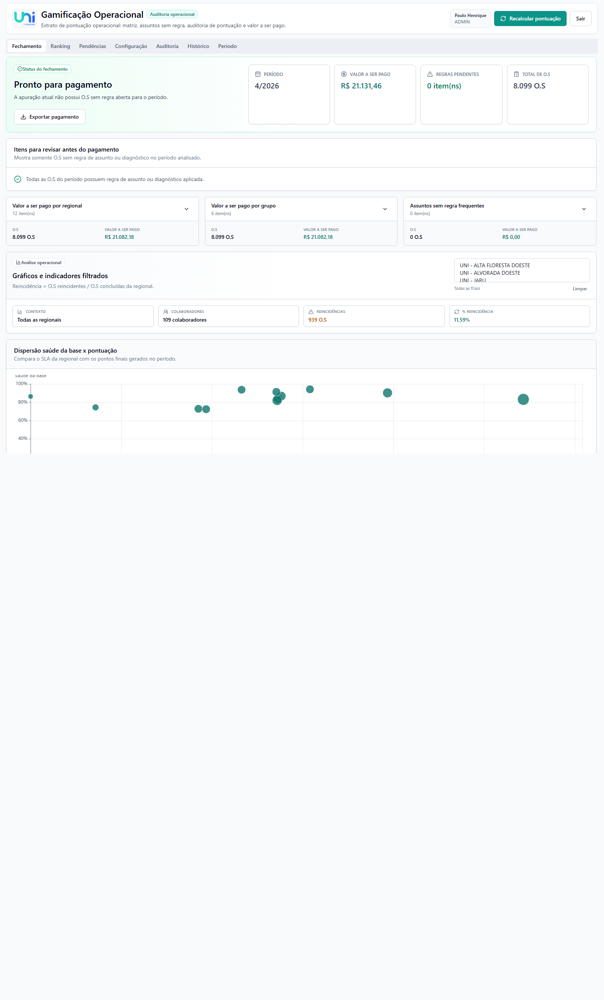 Uni
internet
Gamificação Operacional
Auditoria operacional
Extrato de pontuação operacional: matriz, assuntos sem regra, auditoria de pontuação e valor a ser pago.
Paulo Henrique
ADMIN
Recalcular pontuação
Sair
Fechamento
Ranking
Pendências
Configuração
Auditoria
Histórico
Período
Status do fechamento
Pronto para pagamento
A apuração atual não possui O.S sem regra aberta para o período.
Exportar pagamento
PERÍODO
4/2026
VALOR A SER PAGO
R$ 21.131,46
REGRAS PENDENTES
0 item(ns)
TOTAL DE O.S
8.099 O.S
Itens para revisar antes do pagamento
Mostra somente O.S sem regra de assunto ou diagnóstico no período analisado.
Todas as O.S do período possuem regra de assunto ou diagnóstico aplicada.
Valor a ser pago por regional
12 item(ns)
O.S
8.099 O.S
VALOR A SER PAGO
R$ 21.082,18
Valor a ser pago por grupo
6 item(ns)
O.S
8.099 O.S
VALOR A SER PAGO
R$ 21.082,18
Assuntos sem regra frequentes
0 item(ns)
O.S
0 O.S
VALOR A SER PAGO
R$ 0,00
Análise operacional
Gráficos e indicadores filtrados
Reincidência = O.S reincidentes / O.S concluídas da regional.
UNI - ALTA FLORESTA DOESTE
UNI - ALVORADA DOESTE
UNI - JARU
Todas as filiais
Limpar
CONTEXTO
Todas as regionais
COLABORADORES
109 colaboradores
REINCIDÊNCIAS
939 O.S
% REINCIDÊNCIA
11,59%
Dispersão saúde da base x pontuação
Compara o SLA da regional com os pontos finais gerados no período.
Saúde da base
100%
80%
60%
40%